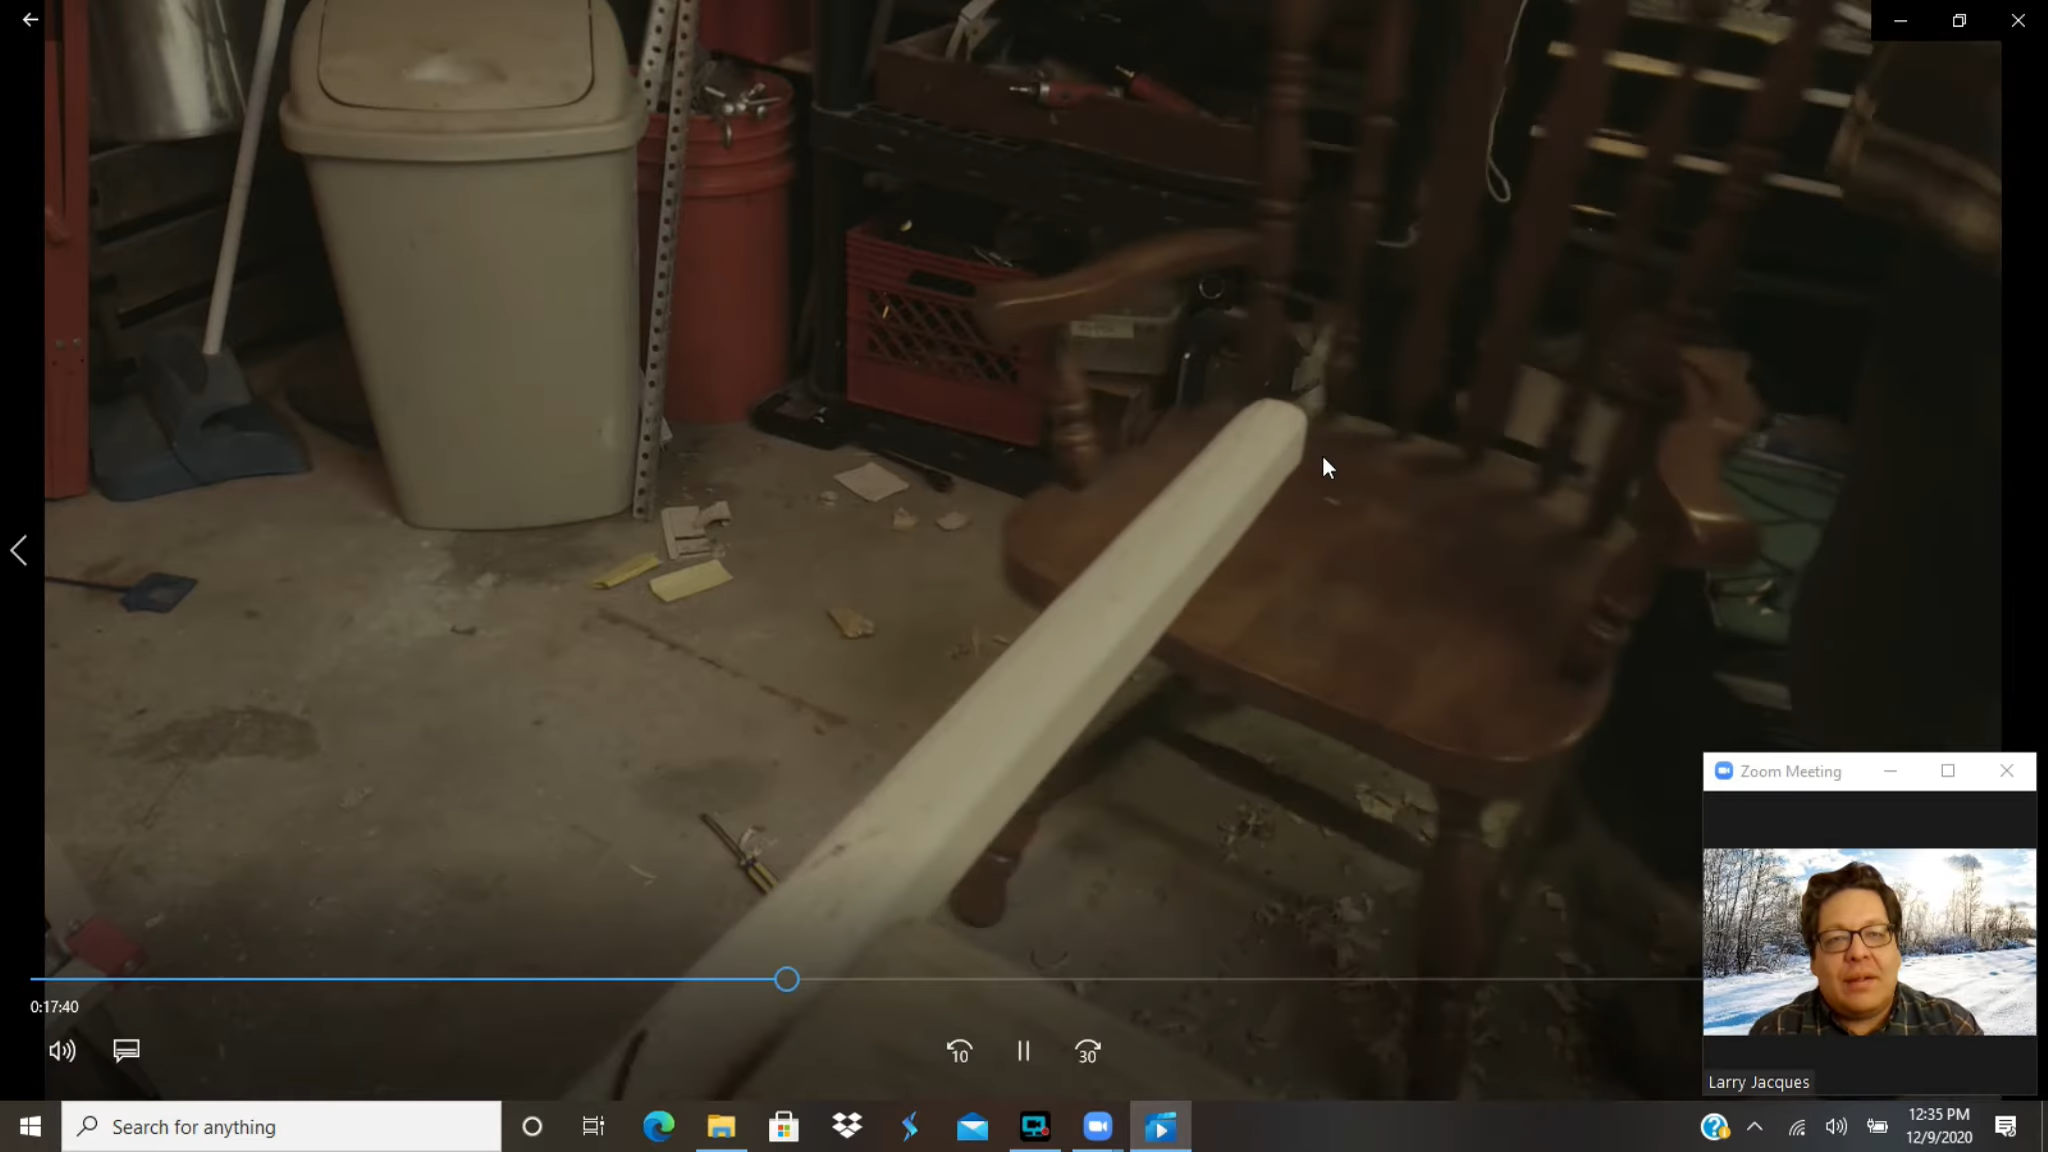 Zoom Meeting
0:17:40
10
30
Larry Jacques
Search for anything
12:35 PM
12/9/2020